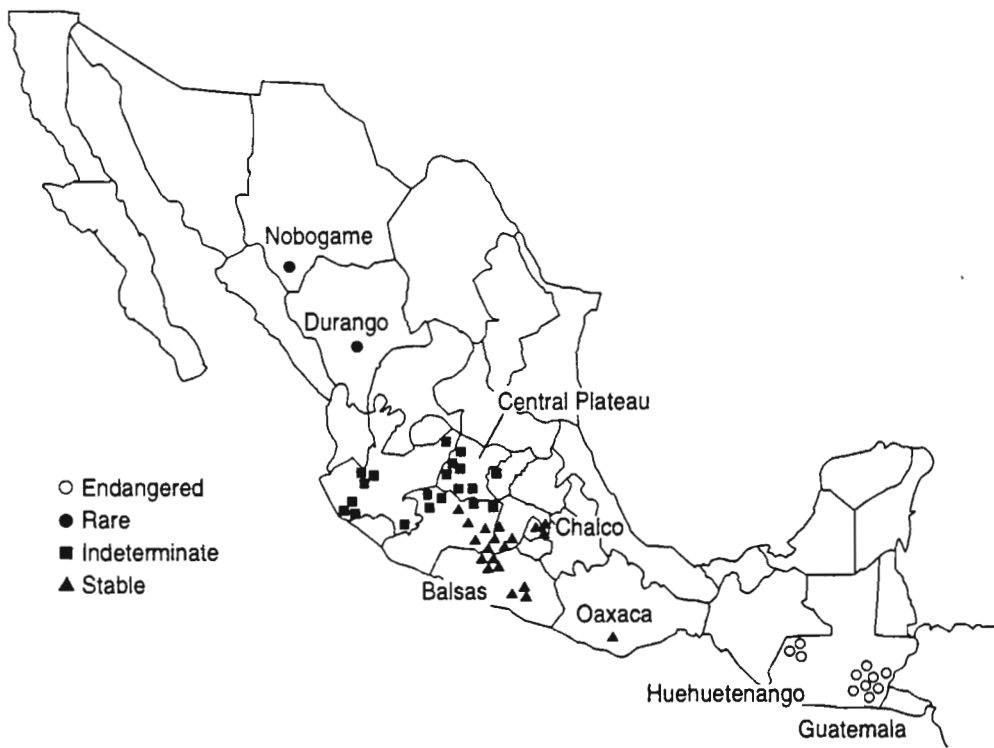 Nobogame
Durango
Central Plateau
Endangered
Rare
Indeterminate
Stable
Chalco
Balsas
Oaxaca
Huehuetenango
Guatemala